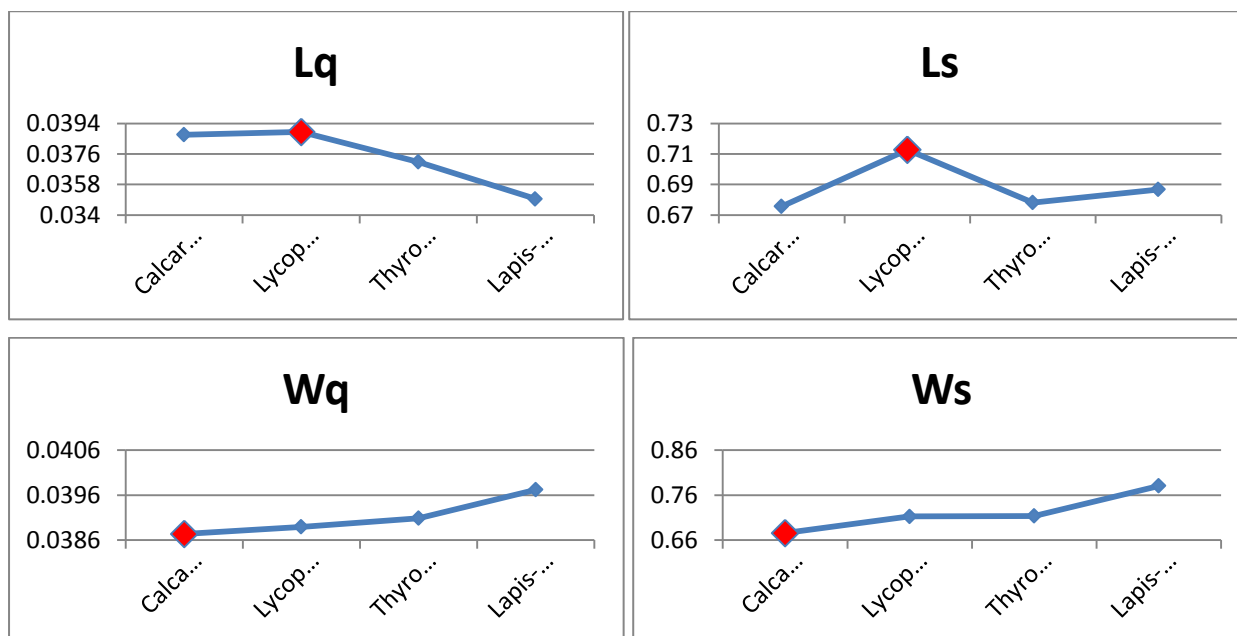 Lq
0.0394
0.0376
0.0358
0.034
Calcar...
Lycop...
Thyro...
Lapis-...
Ls
0.73
0.71
0.69
0.67
Calcar...
Lycop...
Thyro...
Lapis-...
Wq
0.0406
0.0396
0.0386
Calca...
Lycop...
Thyro...
Lapis-...
Ws
0.86
0.76
0.66
Calca...
Lycop...
Thyro...
Lapis-...